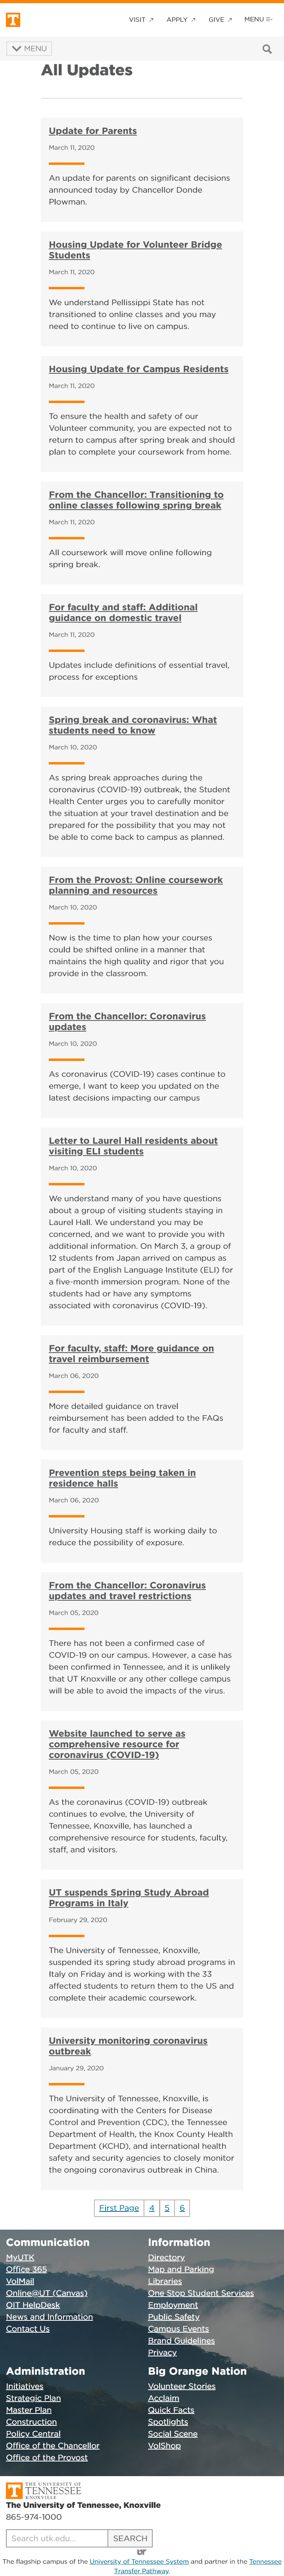 VISIT
APPLY
GIVE
MENU
MENU
All Updates
Update for Parents
March 11, 2020
An update for parents on significant decisions
announced today by Chancellor Donde
Plowman.
Housing Update for Volunteer Bridge
Students
March 11, 2020
We understand Pellissippi State has not
transitioned to online classes and you may
need to continue to live on campus.
Housing Update for Campus Residents
March 11, 2020
To ensure the health and safety of our
Volunteer community, you are expected not to
return to campus after spring break and should
plan to complete your coursework from home.
From the Chancellor: Transitioning to
online classes following spring break
March 11, 2020
All coursework will move online following
spring break.
For faculty and staff: Additional
guidance on domestic travel
March 11, 2020
Updates include definitions of essential travel,
process for exceptions
Spring break and coronavirus: What
students need to know
March 10, 2020
As spring break approaches during the
coronavirus (COVID-19) outbreak, the Student
Health Center urges you to carefully monitor
the situation at your travel destination and be
prepared for the possibility that you may not
be able to come back to campus as planned.
From the Provost: Online coursework
planning and resources
March 10, 2020
Now is the time to plan how your courses
could be shifted online in a manner that
maintains the high quality and rigor that you
provide in the classroom.
From the Chancellor: Coronavirus
updates
March 10, 2020
As coronavirus (COVID-19) cases continue to
emerge, I want to keep you updated on the
latest decisions impacting our campus
Letter to Laurel Hall residents about
visiting ELI students
March 10, 2020
We understand many of you have questions
about a group of visiting students staying in
Laurel Hall. We understand you may be
concerned, and we want to provide you with
additional information. On March 3, a group of
12 students from Japan arrived on campus as
part of the English Language Institute (ELI) for
a five-month immersion program. None of the
students had or have any symptoms
associated with coronavirus (COVID-19).
For faculty, staff: More guidance on
travel reimbursement
March 06, 2020
More detailed guidance on travel
reimbursement has been added to the FAQs
for faculty and staff.
Prevention steps being taken in
residence halls
March 06, 2020
University Housing staff is working daily to
reduce the possibility of exposure.
From the Chancellor: Coronavirus
updates and travel restrictions
March 05, 2020
There has not been a confirmed case of
COVID-19 on our campus. However, a case has
been confirmed in Tennessee, and it is unlikely
that UT Knoxville or any other college campus
will be able to avoid the impacts of the virus.
Website launched to serve as
comprehensive resource for
coronavirus (COVID-19)
March 05, 2020
As the coronavirus (COVID-19) outbreak
continues to evolve, the University of
Tennessee, Knoxville, has launched a
comprehensive resource for students, faculty,
staff, and visitors.
UT suspends Spring Study Abroad
Programs in Italy
February 29, 2020
The University of Tennessee, Knoxville,
suspended its spring study abroad programs in
Italy on Friday and is working with the 33
affected students to return them to the US and
complete their academic coursework.
University monitoring coronavirus
outbreak
January 29, 2020
The University of Tennessee, Knoxville, is
coordinating with the Centers for Disease
Control and Prevention (CDC), the Tennessee
Department of Health, the Knox County Health
Department (KCHD), and international health
and security agencies to closely monitor
the ongoing coronavirus outbreak in China.
First Page 4 5 6
Communication
MyUTK
Office 365
VolMail
Online@UT (Canvas)
OIT HelpDesk
News and Information
Contact Us
Information
Directory
Map and Parking
Libraries
One Stop Student Services
Employment
Public Safety
Campus Events
Brand Guidelines
Privacy
Administration
Initiatives
Strategic Plan
Master Plan
Construction
Policy Central
Office of the Chancellor
Office of the Provost
Big Orange Nation
Volunteer Stories
Acclaim
Quick Facts
Spotlights
Social Scene
VolShop
THE UNIVERSITY OF
TENNESSEE
KNOXVILLE
The University of Tennessee, Knoxville
865-974-1000
Search utk.edu...
SEARCH
UT
The flagship campus of the University of Tennessee System and partner in the Tennessee
Transfer Pathway.